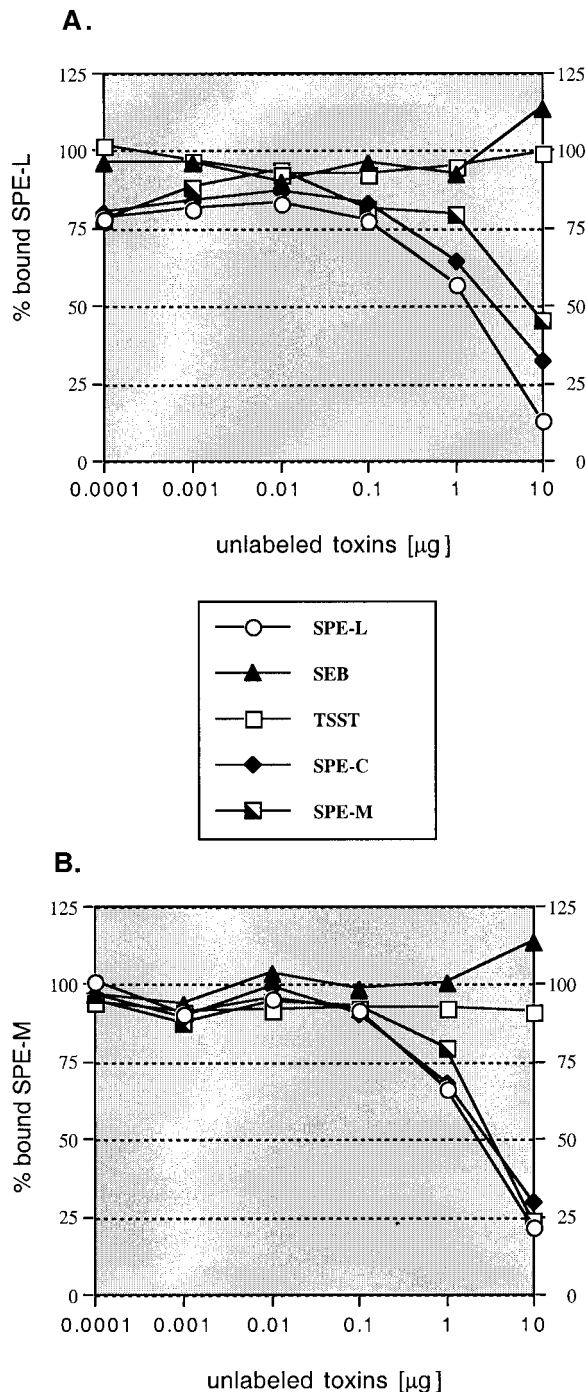 A.
125 125
100 100
75 75
50 50
25 25
0 0
% bound SPE-L
0.0001 0.001 0.01 0.1 1 10
unlabeled toxins [µg]
SPE-L
SEB
TSST
SPE-C
SPE-M
B.
125 125
100 100
75 75
50 50
25 25
0 0
% bound SPE-M
0.0001 0.001 0.01 0.1 1 10
unlabeled toxins [µg]